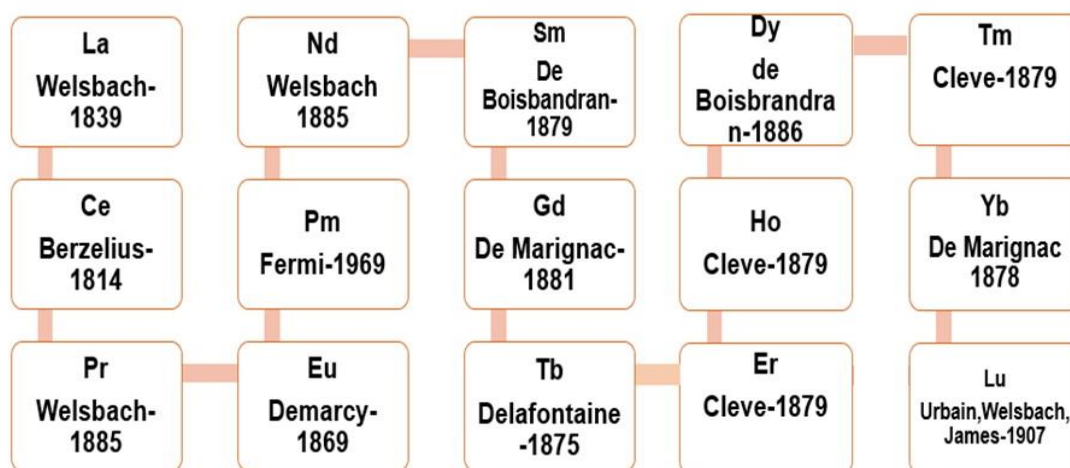 La
Welsbach-
1839
Ce
Berzelius-
1814
Pr
Welsbach-
1885
Eu
Demarcy-
1869
Pm
Fermi-1969
Nd
Welsbach
1885
Sm
De
Boisbandran-
1879
Gd
De Marignac-
1881
Tb
Delafontaine
-1875
Er
Cleve-1879
Ho
Cleve-1879
Dy
de
Boisbrandra
n-1886
Tm
Cleve-1879
Yb
De Marignac
1878
Lu
Urbain,Welsbach,
James-1907